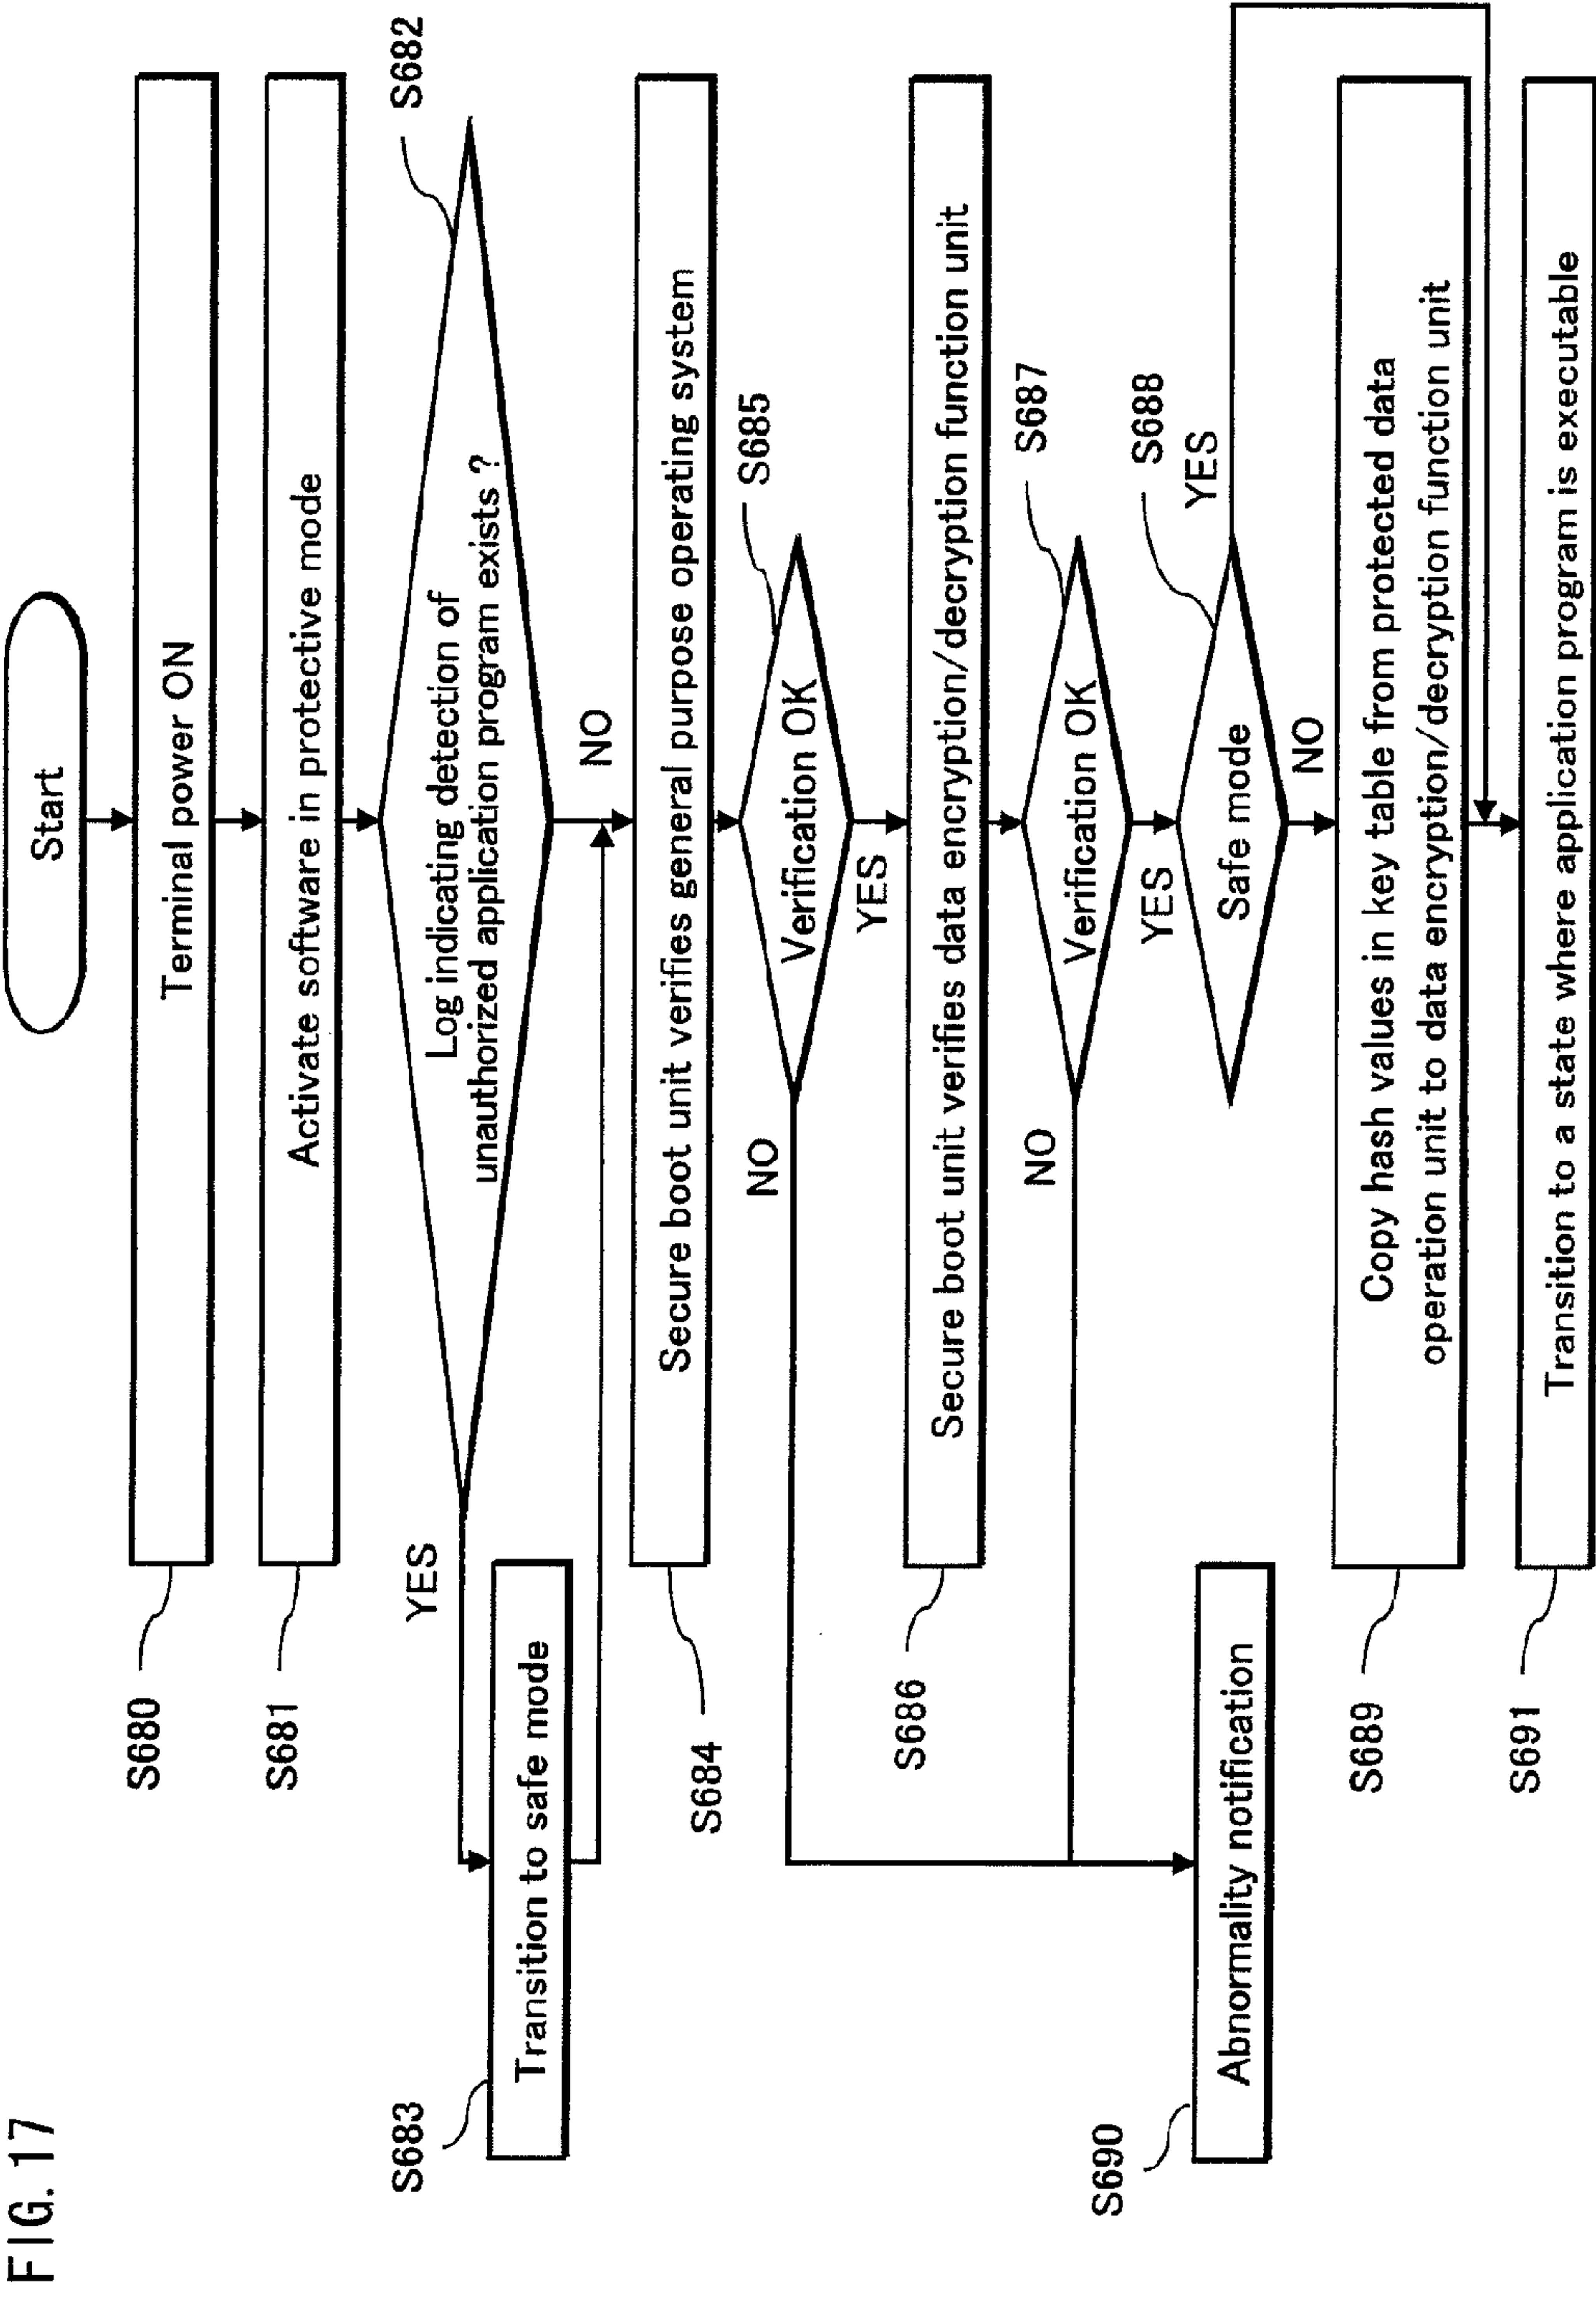 FIG. 17
Start
S680
Terminal power ON
S681
Activate software in protective mode
S682
Log indicating detection of
unauthorized application program exists ?
YES
NO
S683
Transition to safe mode
S684
Secure boot unit verifies general purpose operating system
S685
Verification OK
NO
YES
S686
Secure boot unit verifies data encryption/decryption function unit
S687
Verification OK
NO
YES
S688
Safe mode
YES
NO
S690
Abnormality notification
S689
Copy hash values in key table from protected data
operation unit to data encryption/decryption function unit
S691
Transition to a state where application program is executable